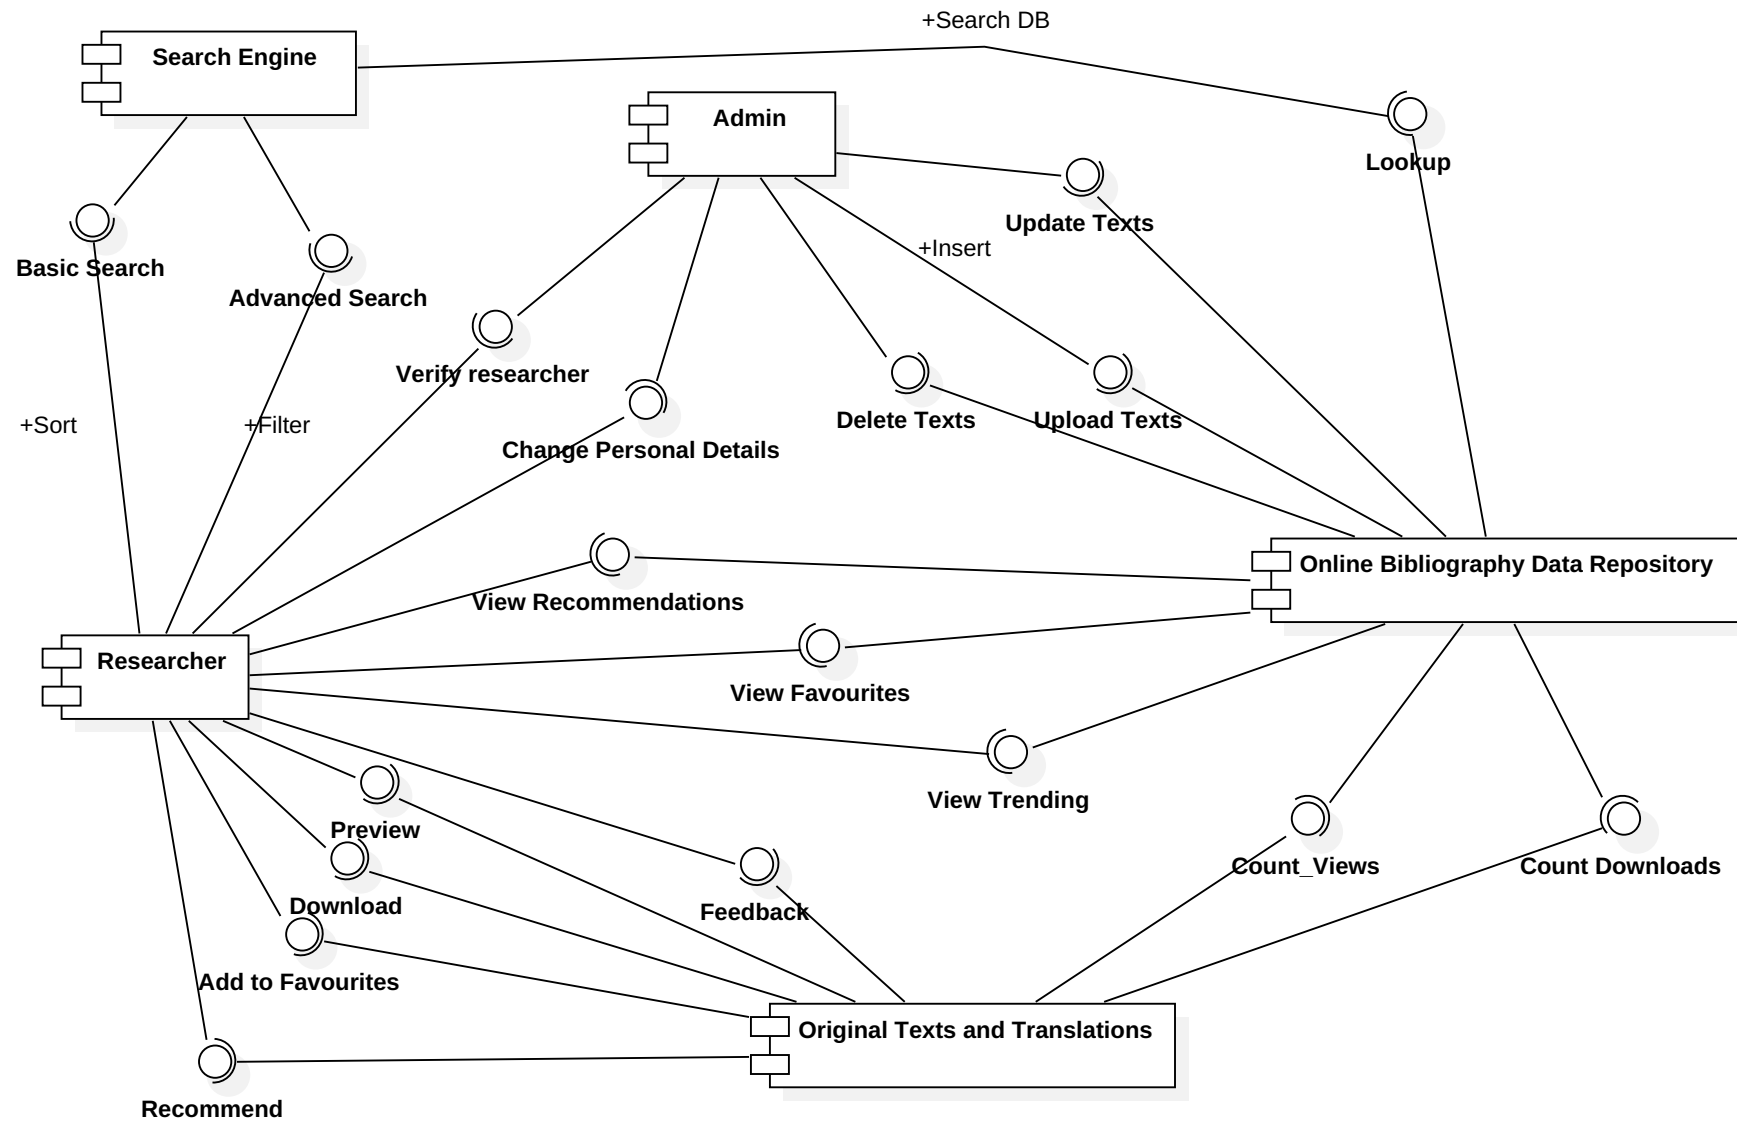 +Search DB
Search Engine
Admin
Lookup
Update Texts
+Insert
Basic Search
Advanced Search
Verify researcher
Delete Texts
Upload Texts
+Sort
+Filter
Change Personal Details
Online Bibliography Data Repository
View Recommendations
Researcher
View Favourites
View Trending
Preview
Count_Views
Count Downloads
Download
Feedback
Add to Favourites
Original Texts and Translations
Recommend